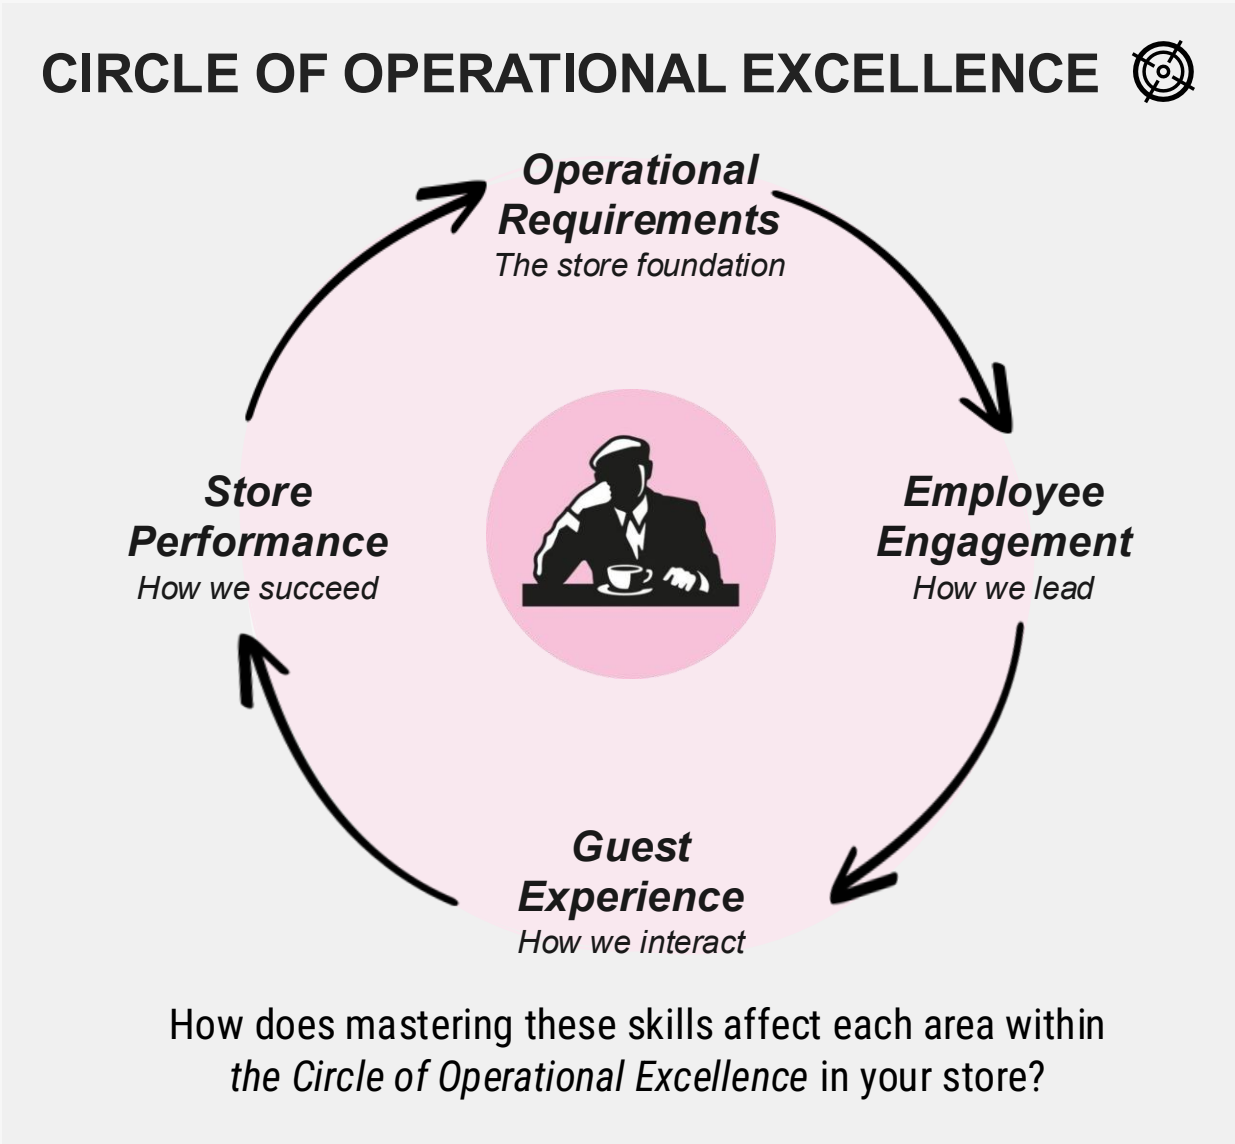 CIRCLE OF OPERATIONAL EXCELLENCE
Operational
Requirements
The store foundation
Store
Performance
How we succeed
Employee
Engagement
How we lead
Guest
Experience
How we interact
How does mastering these skills affect each area within
the Circle of Operational Excellence in your store?